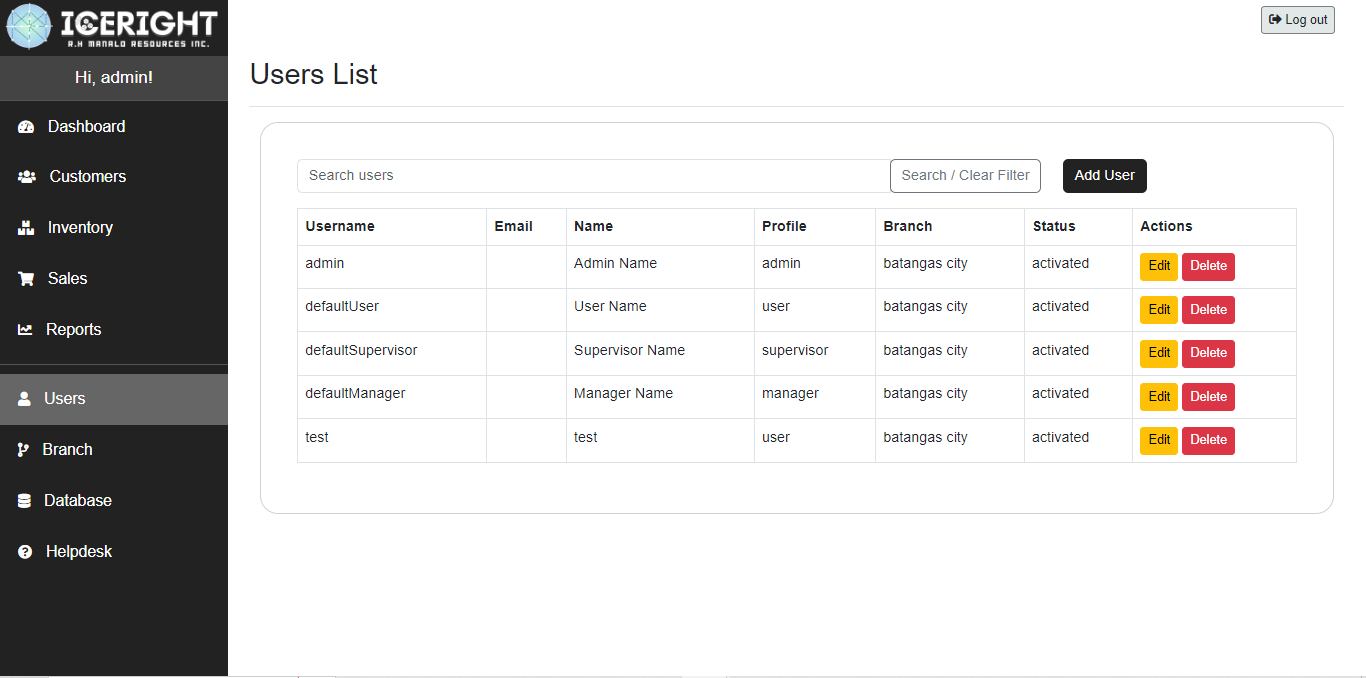 ICERIGHT
R.H MANALO RESOURCES INC.
Log out
Hi, admin!
Users List
Dashboard
Customers
Inventory
Sales
Reports
Users
Branch
Database
Helpdesk
Search users Search / Clear Filter Add User
Username Email Name Profile Branch Status Actions
admin Admin Name admin batangas city activated Edit Delete
defaultUser User Name user batangas city activated Edit Delete
defaultSupervisor Supervisor Name supervisor batangas city activated Edit Delete
defaultManager Manager Name manager batangas city activated Edit Delete
test test user batangas city activated Edit Delete